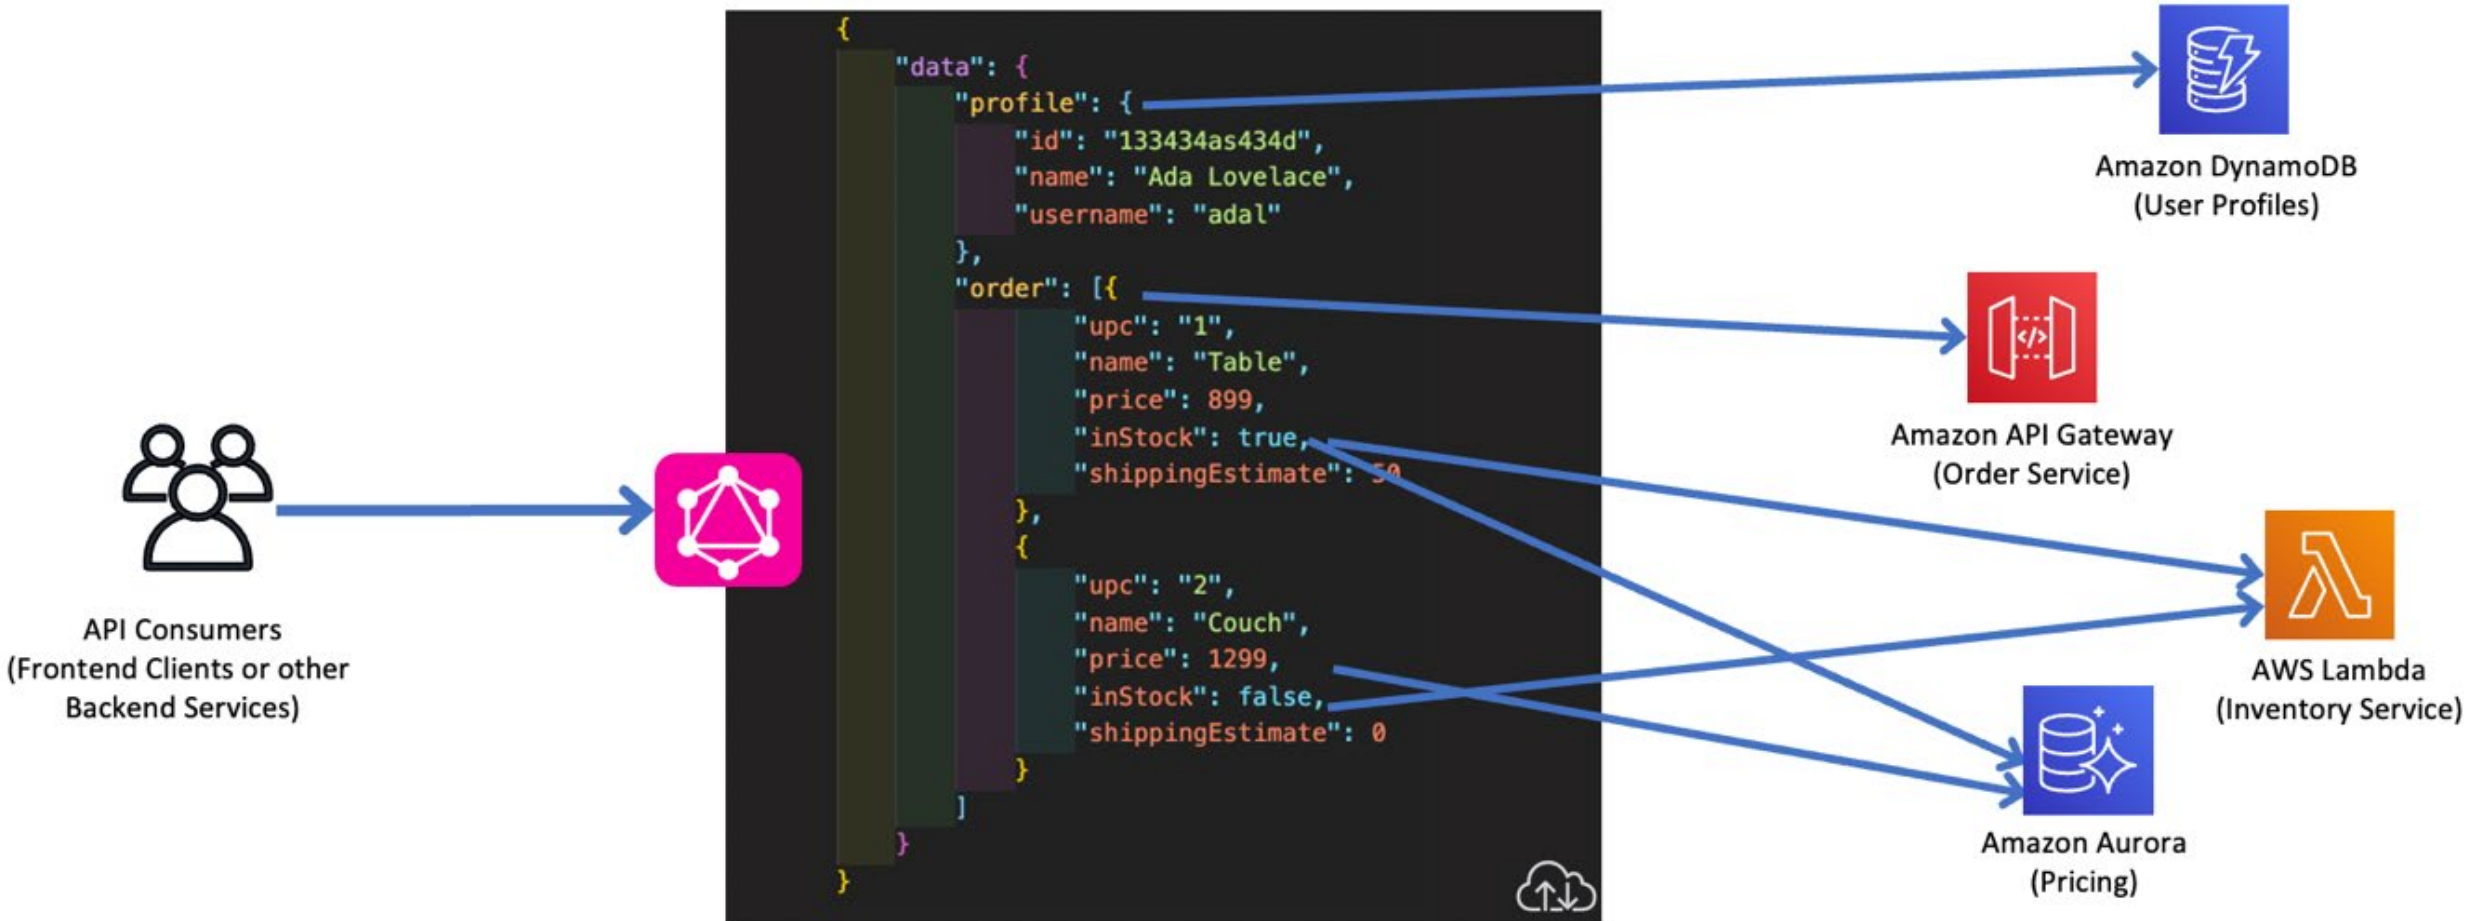 API Consumers
(Frontend Clients or other
Backend Services)
{
"data": {
"profile": {
"id": "133434as434d",
"name": "Ada Lovelace",
"username": "adal"
},
"order": [{
"upc": "1",
"name": "Table",
"price": 899,
"inStock": true,
"shippingEstimate": 50
},
{
"upc": "2",
"name": "Couch",
"price": 1299,
"inStock": false,
"shippingEstimate": 0
}
]
}
}
Amazon DynamoDB
(User Profiles)
</>
Amazon API Gateway
(Order Service)
AWS Lambda
(Inventory Service)
Amazon Aurora
(Pricing)